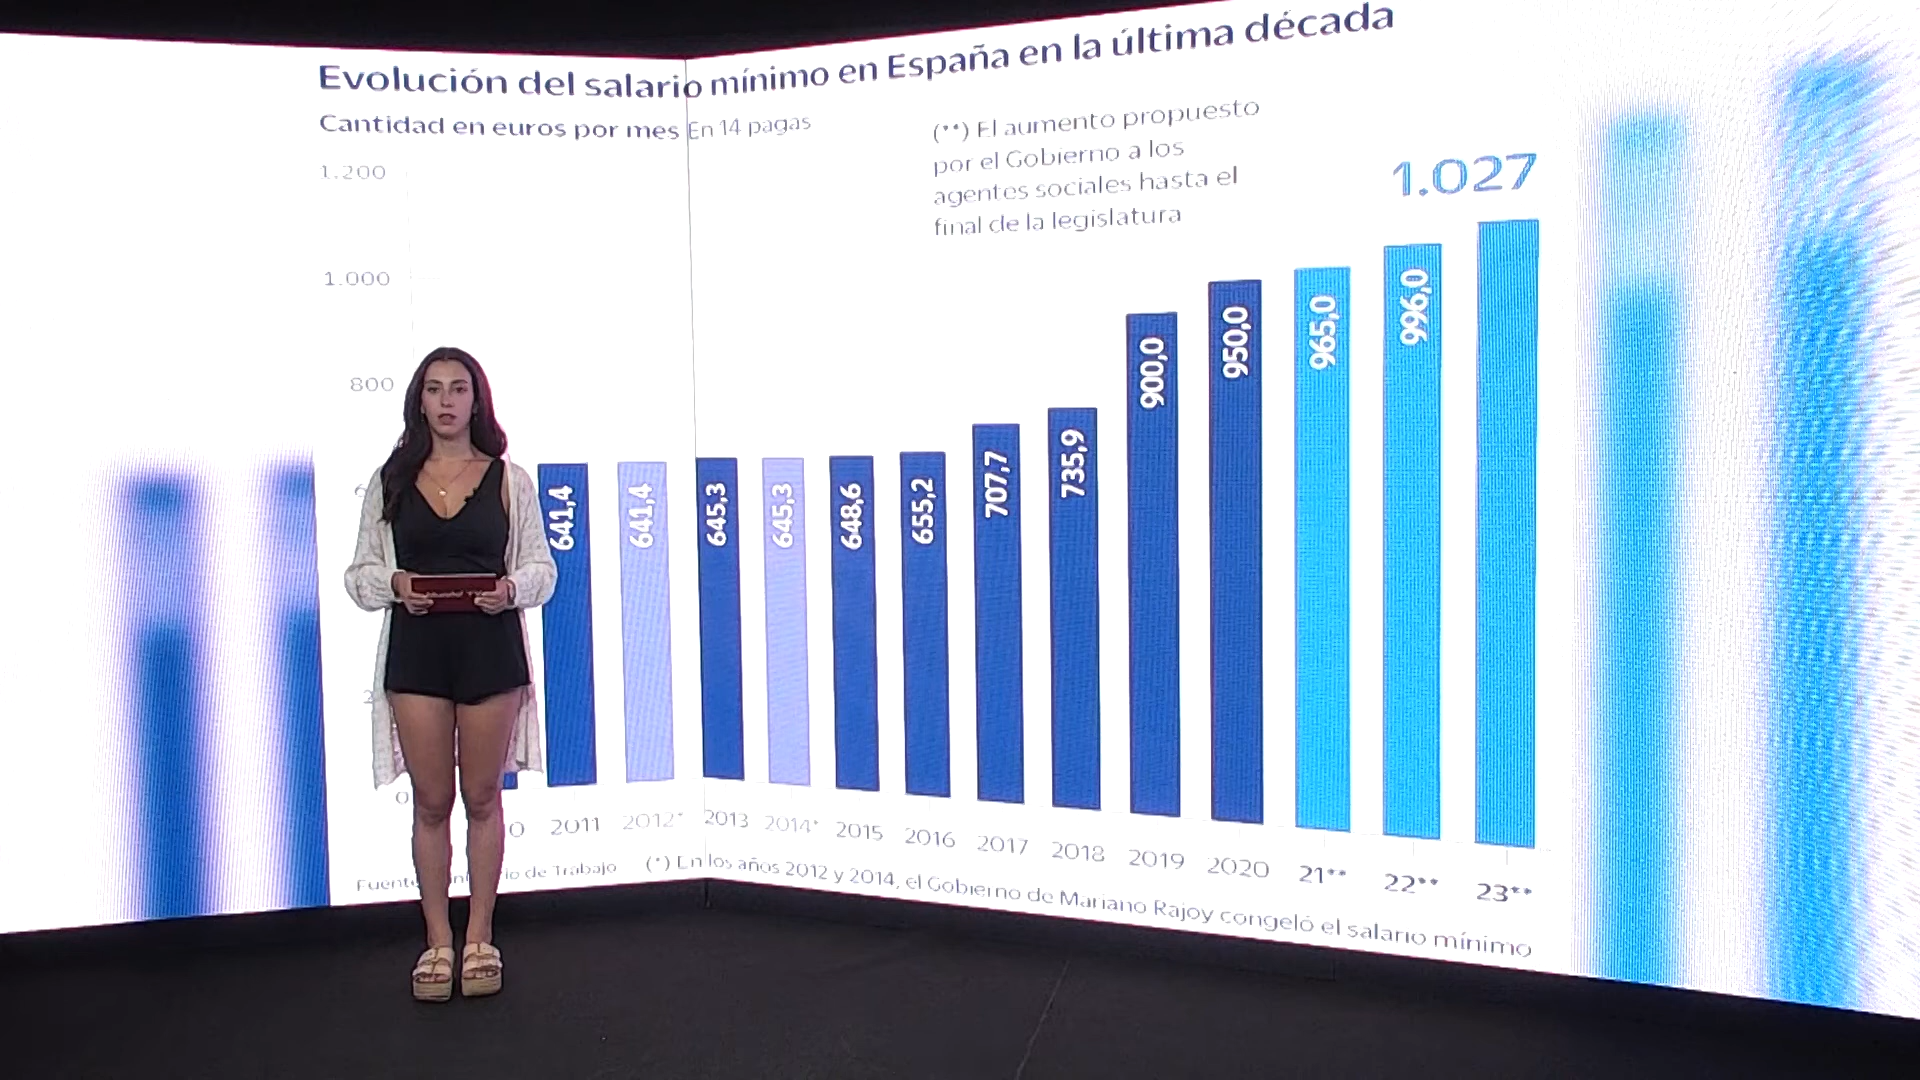 Evolución del salario mínimo en España en la última década
Cantidad en euros por mes En 14 pagas
(**) El aumento propuesto
por el Gobierno a los
agentes sociales hasta el
final de la legislatura
1.200
1.000
800
0
641,4
641,4
645,3
645,3
648,6
655,2
707,7
735,9
900,0
950,0
965,0
996,0
1.027
0 2011 2012* 2013 2014* 2015 2016 2017 2018 2019 2020 21** 22** 23**
de Trabajo (*) En los años 2012 y 2014, el Gobierno de Mariano Rajoy congeló el salario mínimo